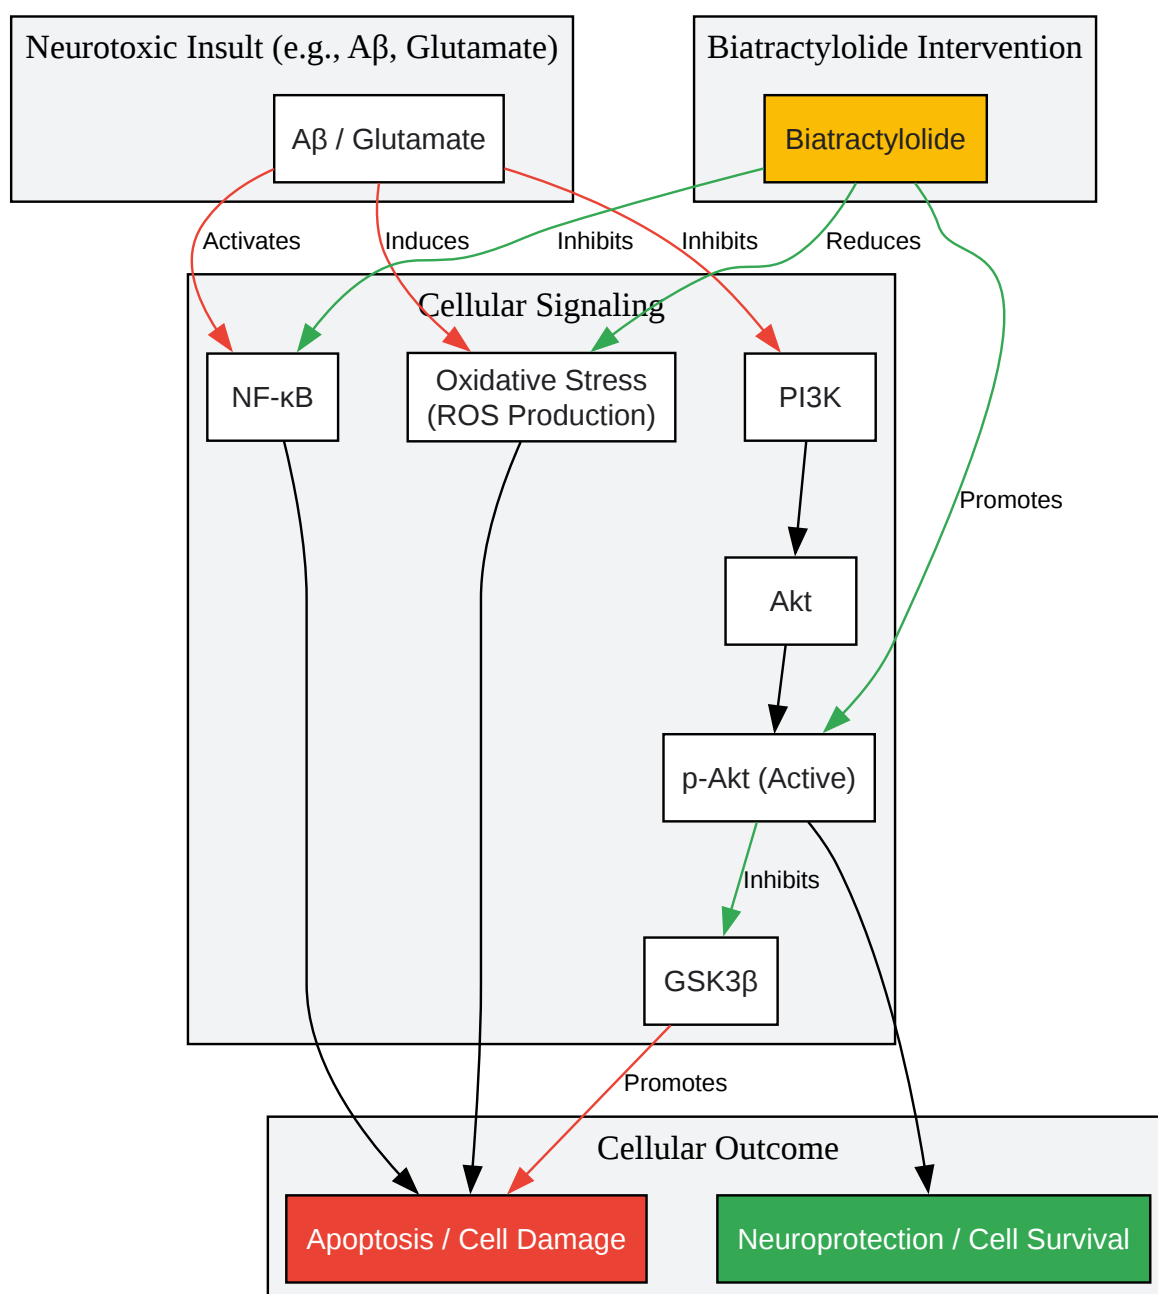 Neurotoxic Insult (e.g., Aβ, Glutamate)
Biatractylolide Intervention
Aβ / Glutamate
Biatractylolide
Activates
Induces
Inhibits
Inhibits
Reduces
Cellular Signaling
NF-κB
Oxidative Stress
(ROS Production)
PI3K
Promotes
Akt
p-Akt (Active)
Inhibits
GSK3β
Promotes
Cellular Outcome
Apoptosis / Cell Damage
Neuroprotection / Cell Survival